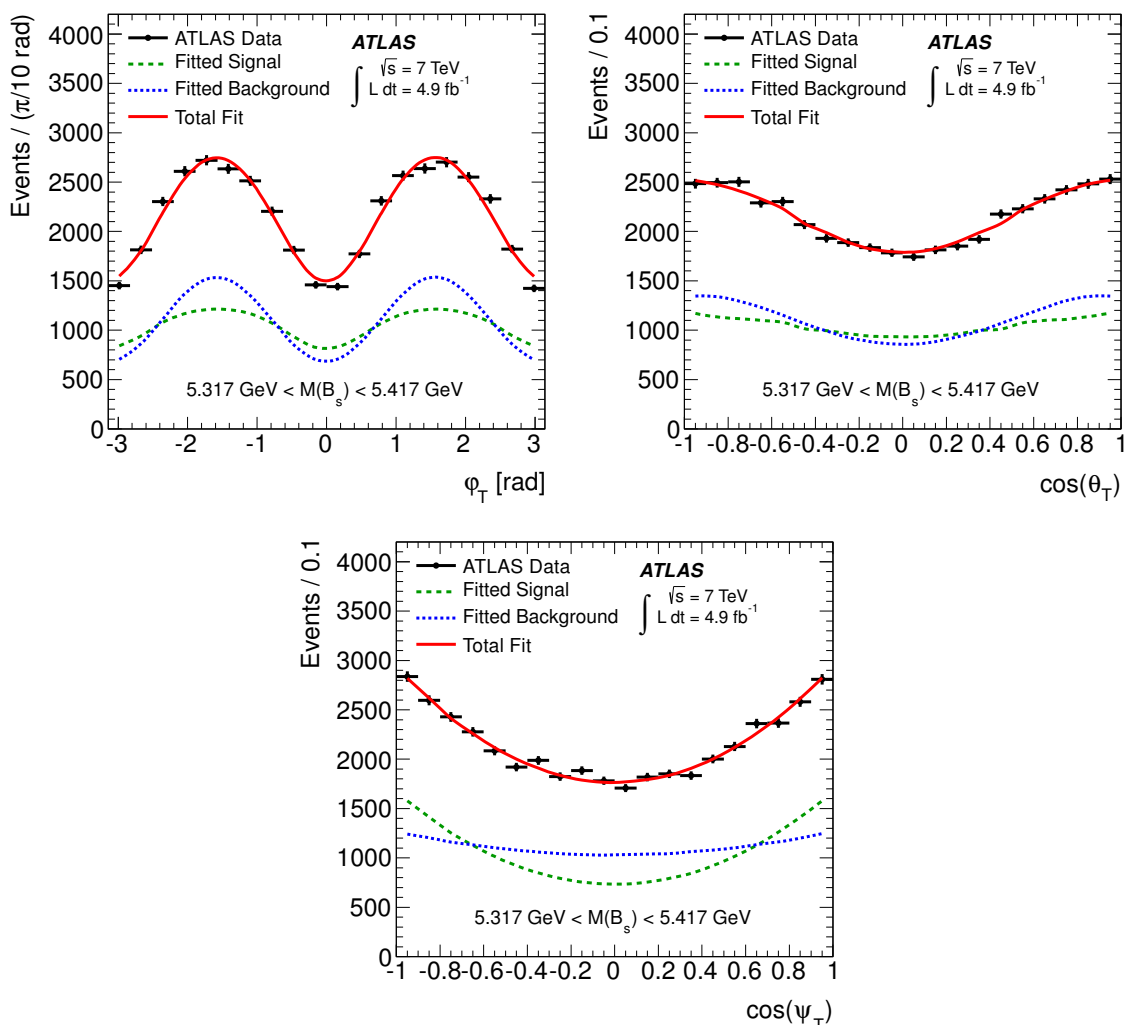 Events / (π/10 rad)
4000
3500
3000
2500
2000
1500
1000
500
0
ATLAS Data
Fitted Signal
Fitted Background
Total Fit
ATLAS
√s = 7 TeV
∫ L dt = 4.9 fb⁻¹
5.317 GeV < M(B_s) < 5.417 GeV
-3 -2 -1 0 1 2 3
φ_T [rad]
Events / 0.1
4000
3500
3000
2500
2000
1500
1000
500
0
ATLAS Data
Fitted Signal
Fitted Background
Total Fit
ATLAS
√s = 7 TeV
∫ L dt = 4.9 fb⁻¹
5.317 GeV < M(B_s) < 5.417 GeV
-1 -0.8 -0.6 -0.4 -0.2 0 0.2 0.4 0.6 0.8 1
cos(θ_T)
Events / 0.1
4000
3500
3000
2500
2000
1500
1000
500
0
ATLAS Data
Fitted Signal
Fitted Background
Total Fit
ATLAS
√s = 7 TeV
∫ L dt = 4.9 fb⁻¹
5.317 GeV < M(B_s) < 5.417 GeV
-1 -0.8 -0.6 -0.4 -0.2 0 0.2 0.4 0.6 0.8 1
cos(ψ_T)